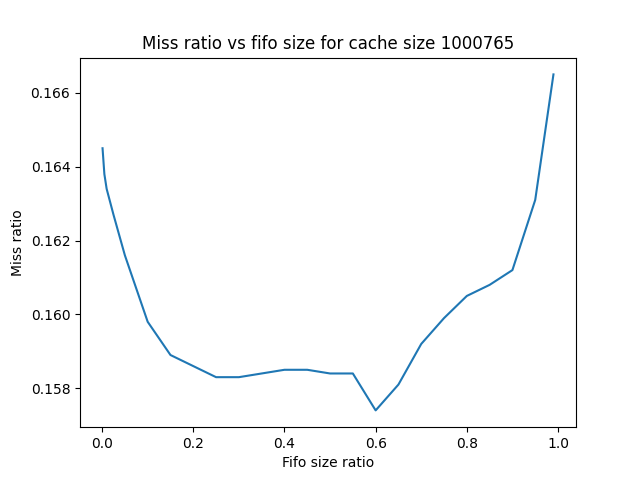 Miss ratio vs fifo size for cache size 1000765
0.166
0.164
0.162
0.160
0.158
Miss ratio
0.0 0.2 0.4 0.6 0.8 1.0
Fifo size ratio